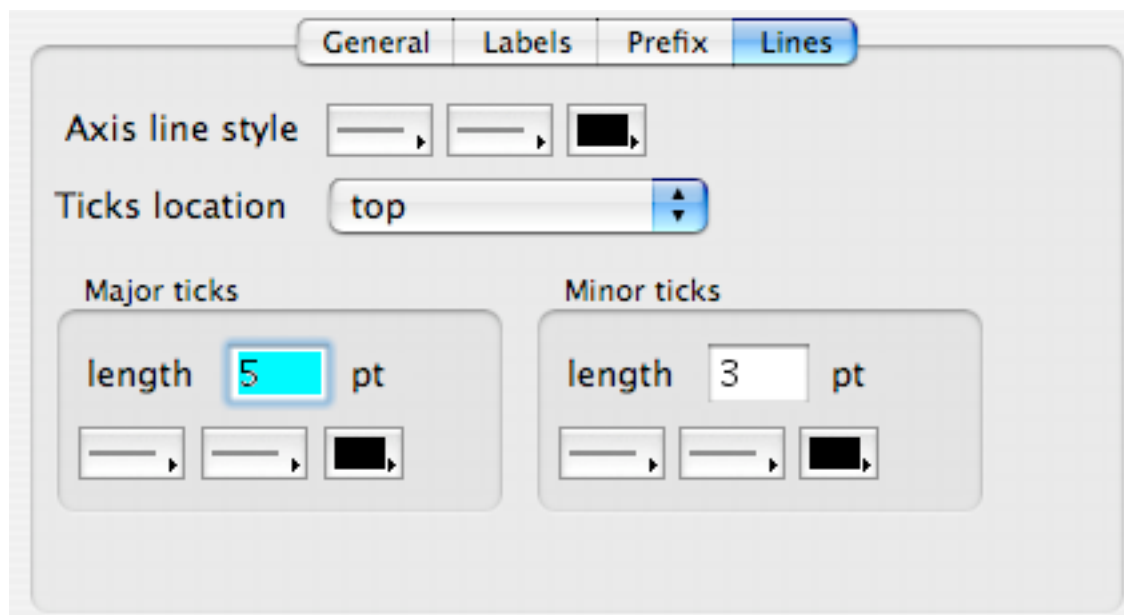 General Labels Prefix Lines
Axis line style
Ticks location top
Major ticks Minor ticks
length 5 pt length 3 pt